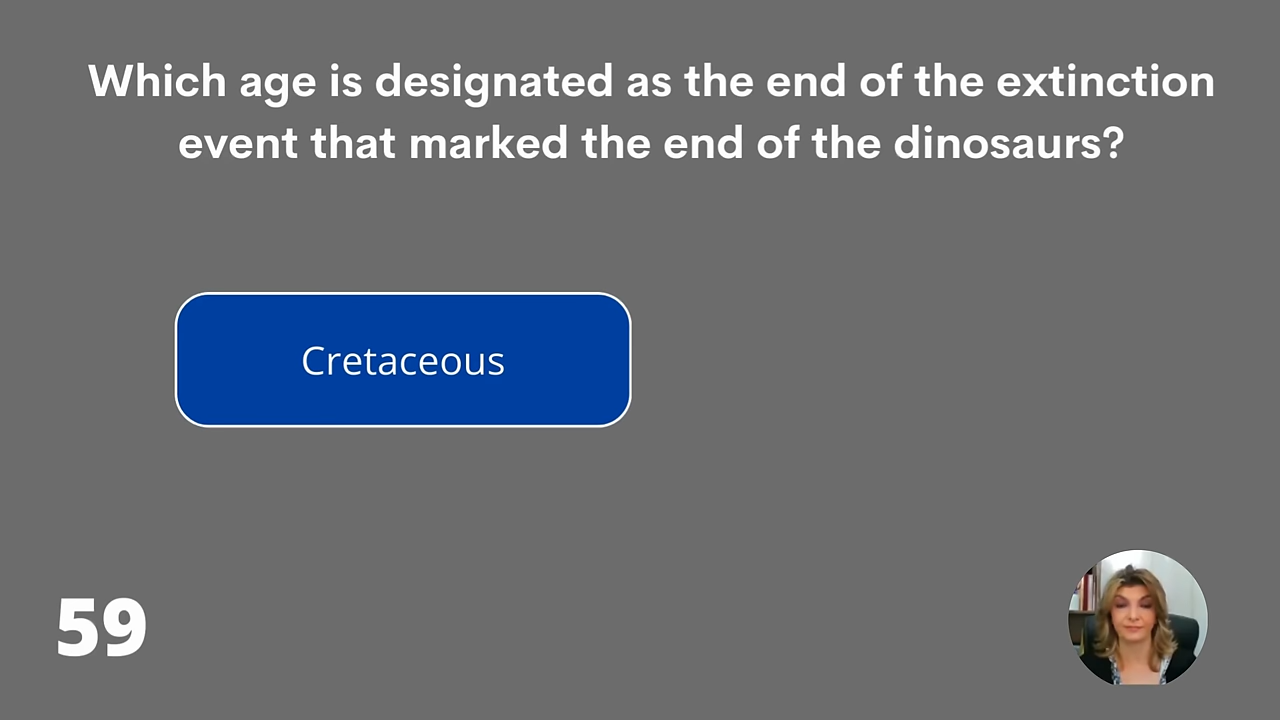 Which age is designated as the end of the extinction
event that marked the end of the dinosaurs?
Cretaceous
59